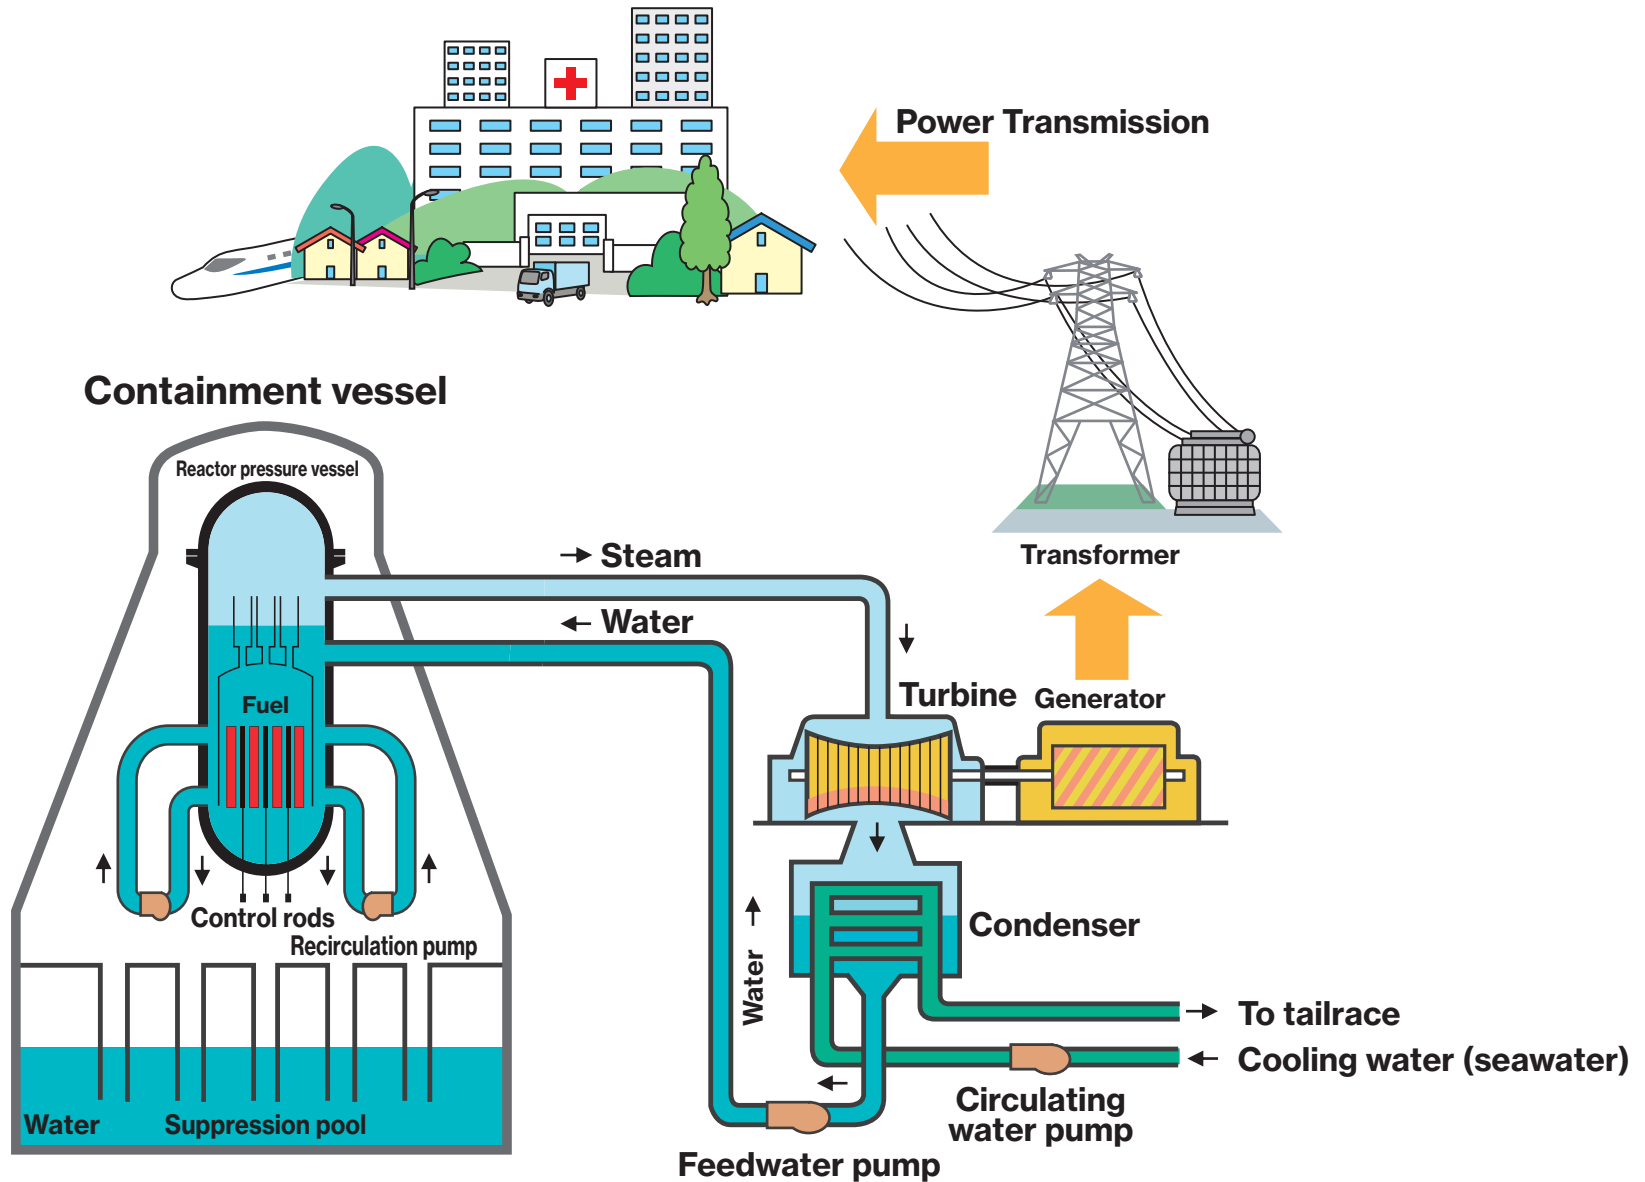 Power Transmission
Containment vessel
Reactor pressure vessel
Steam
Transformer
Water
Turbine
Generator
Fuel
Control rods
Recirculation pump
Condenser
Water
To tailrace
Cooling water (seawater)
Circulating
water pump
Water
Suppression pool
Feedwater pump